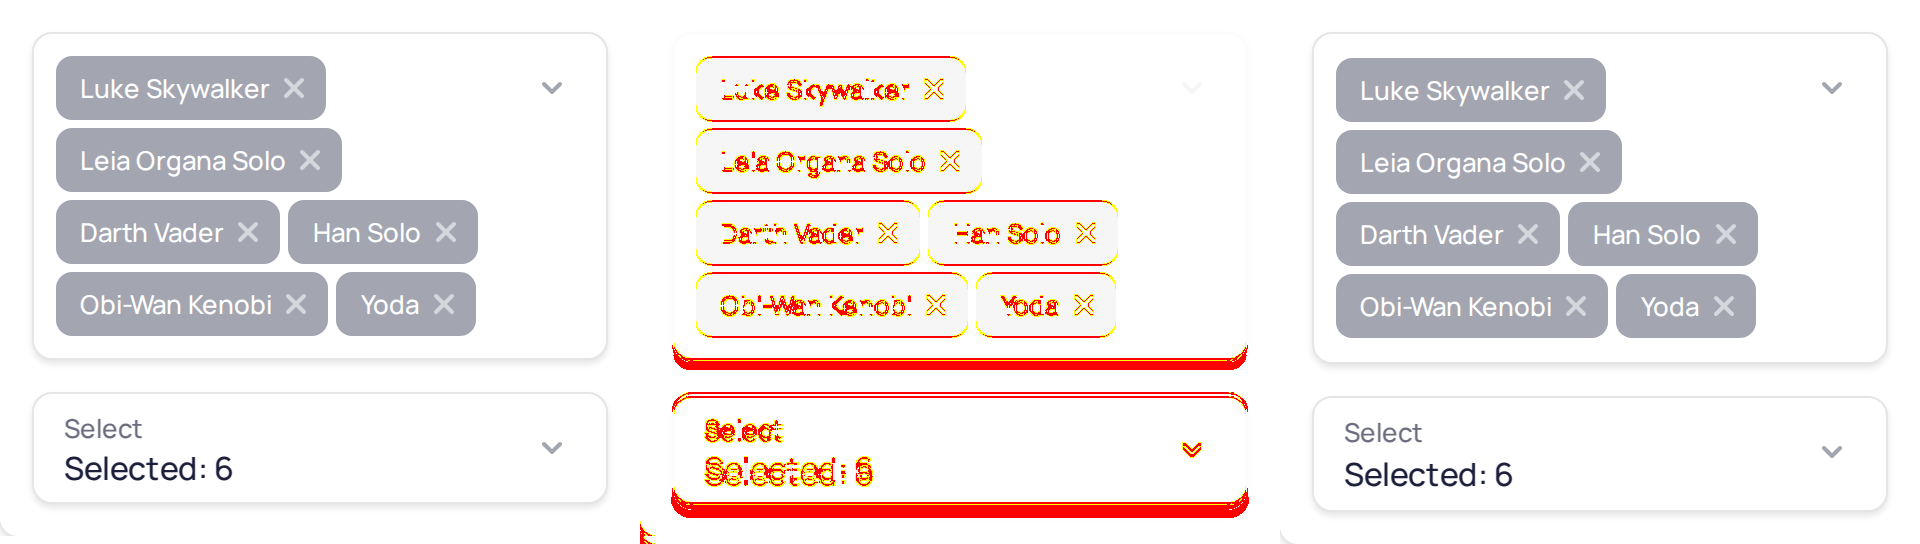 Luke Skywalker
Leia Organa Solo
Darth Vader Han Solo
Obi-Wan Kenobi Yoda
Select
Selected: 6
Luke Skywalker
Leia Organa Solo
Darth Vader Han Solo
Obi-Wan Kenobi Yoda
Select
Selected: 6
Luke Skywalker
Leia Organa Solo
Darth Vader Han Solo
Obi-Wan Kenobi Yoda
Select
Selected: 6